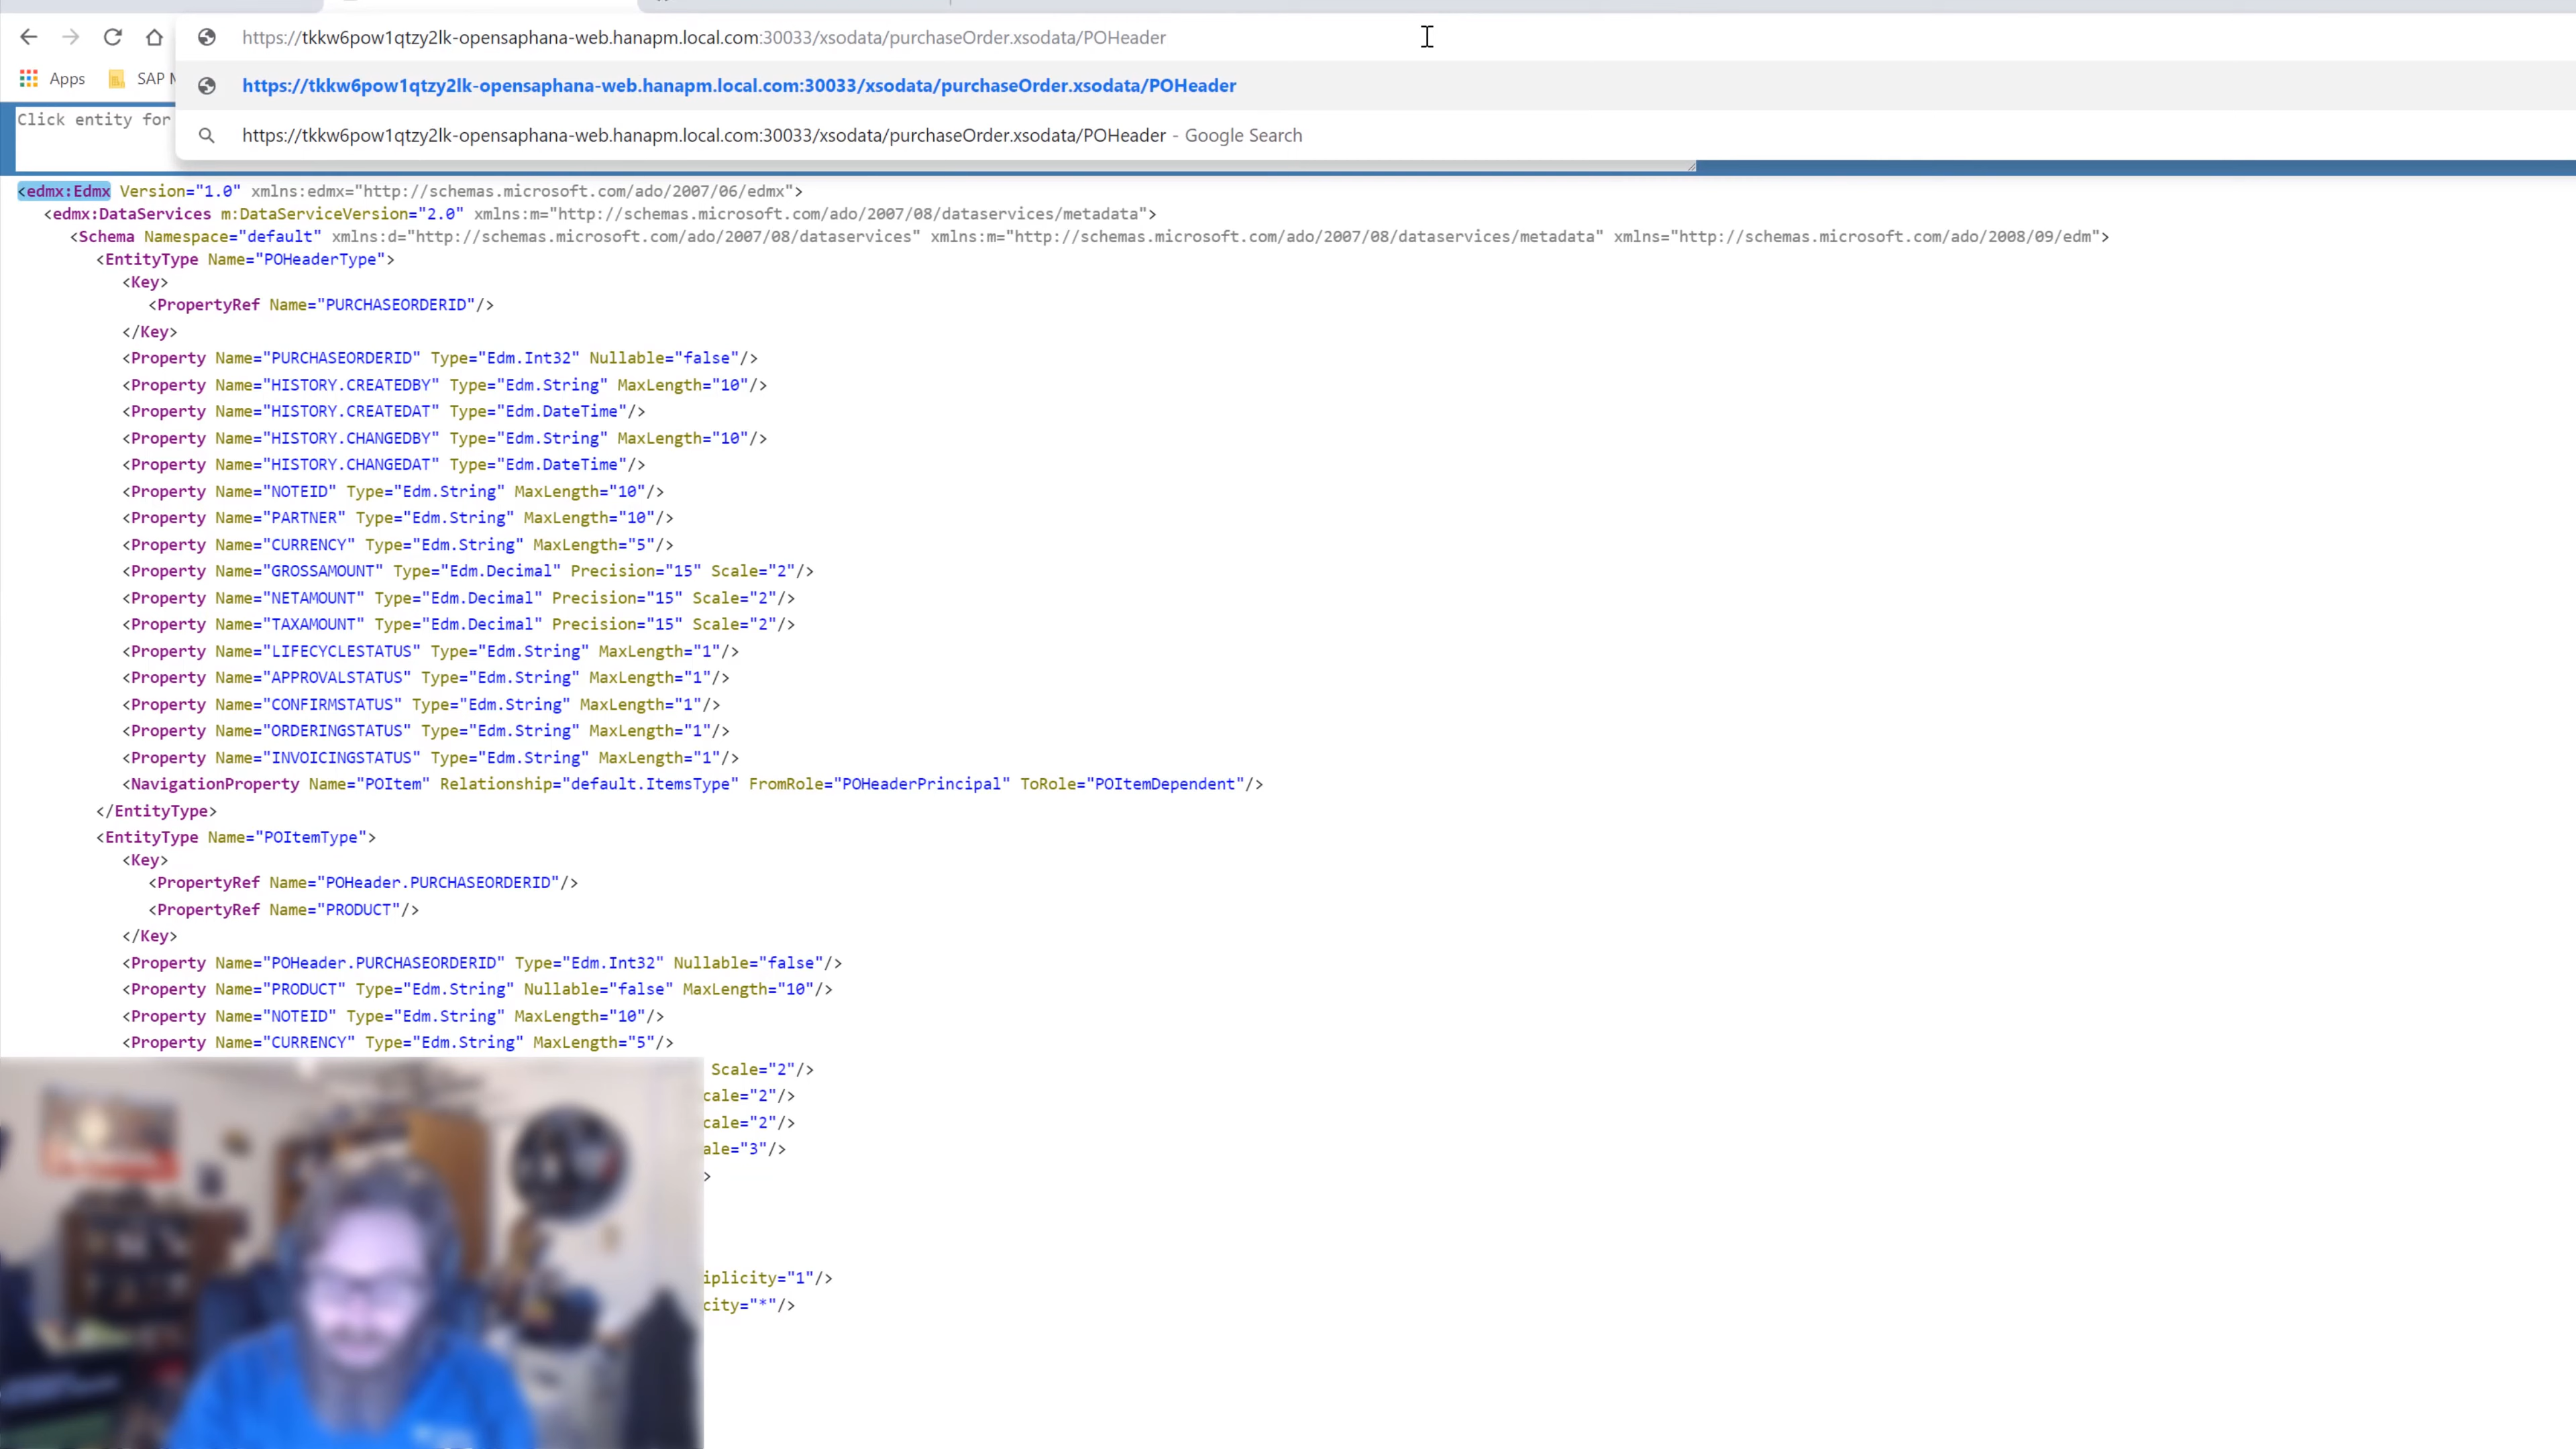 https://tkkw6pow1qtzy2lk-opensaphana-web.hanapm.local.com:30033/xsodata/purchaseOrder.xsodata/POHeader
Apps SAP
https://tkkw6pow1qtzy2lk-opensaphana-web.hanapm.local.com:30033/xsodata/purchaseOrder.xsodata/POHeader
Click entity for
https://tkkw6pow1qtzy2lk-opensaphana-web.hanapm.local.com:30033/xsodata/purchaseOrder.xsodata/POHeader - Google Search
<edmx:Edmx Version="1.0" xmlns:edmx="http://schemas.microsoft.com/ado/2007/06/edmx">
<edmx:DataServices m:DataServiceVersion="2.0" xmlns:m="http://schemas.microsoft.com/ado/2007/08/dataservices/metadata">
<Schema Namespace="default" xmlns:d="http://schemas.microsoft.com/ado/2007/08/dataservices" xmlns:m="http://schemas.microsoft.com/ado/2007/08/dataservices/metadata" xmlns="http://schemas.microsoft.com/ado/2008/09/edm">
<EntityType Name="POHeaderType">
<Key>
<PropertyRef Name="PURCHASEORDERID"/>
</Key>
<Property Name="PURCHASEORDERID" Type="Edm.Int32" Nullable="false"/>
<Property Name="HISTORY.CREATEDBY" Type="Edm.String" MaxLength="10"/>
<Property Name="HISTORY.CREATEDAT" Type="Edm.DateTime"/>
<Property Name="HISTORY.CHANGEDBY" Type="Edm.String" MaxLength="10"/>
<Property Name="HISTORY.CHANGEDAT" Type="Edm.DateTime"/>
<Property Name="NOTEID" Type="Edm.String" MaxLength="10"/>
<Property Name="PARTNER" Type="Edm.String" MaxLength="10"/>
<Property Name="CURRENCY" Type="Edm.String" MaxLength="5"/>
<Property Name="GROSSAMOUNT" Type="Edm.Decimal" Precision="15" Scale="2"/>
<Property Name="NETAMOUNT" Type="Edm.Decimal" Precision="15" Scale="2"/>
<Property Name="TAXAMOUNT" Type="Edm.Decimal" Precision="15" Scale="2"/>
<Property Name="LIFECYCLESTATUS" Type="Edm.String" MaxLength="1"/>
<Property Name="APPROVALSTATUS" Type="Edm.String" MaxLength="1"/>
<Property Name="CONFIRMSTATUS" Type="Edm.String" MaxLength="1"/>
<Property Name="ORDERINGSTATUS" Type="Edm.String" MaxLength="1"/>
<Property Name="INVOICINGSTATUS" Type="Edm.String" MaxLength="1"/>
<NavigationProperty Name="POItem" Relationship="default.ItemsType" FromRole="POHeaderPrincipal" ToRole="POItemDependent"/>
</EntityType>
<EntityType Name="POItemType">
<Key>
<PropertyRef Name="POHeader.PURCHASEORDERID"/>
<PropertyRef Name="PRODUCT"/>
</Key>
<Property Name="POHeader.PURCHASEORDERID" Type="Edm.Int32" Nullable="false"/>
<Property Name="PRODUCT" Type="Edm.String" Nullable="false" MaxLength="10"/>
<Property Name="NOTEID" Type="Edm.String" MaxLength="10"/>
<Property Name="CURRENCY" Type="Edm.String" MaxLength="5"/>
Scale="2"/>
cale="2"/>
cale="2"/>
ale="3"/>
>
iplicity="1"/>
city="*"/>